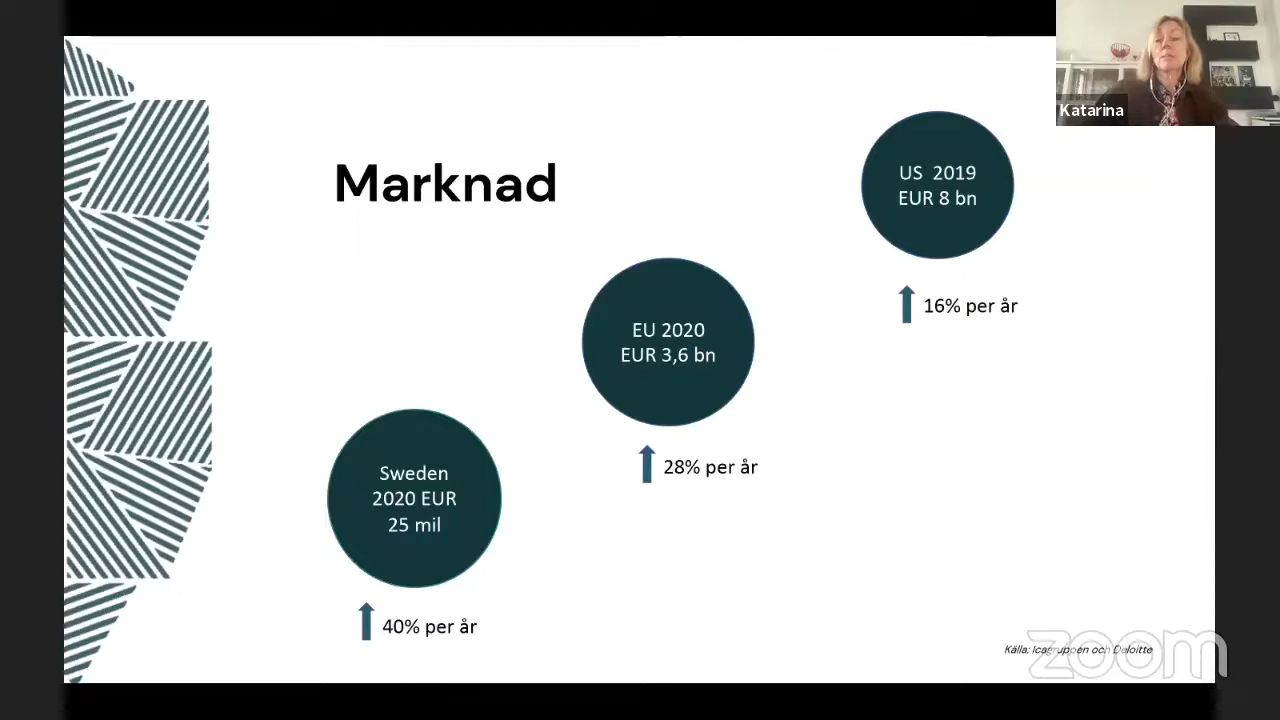 Katarina
Marknad
US 2019
EUR 8 bn
16% per år
EU 2020
EUR 3,6 bn
28% per år
Sweden
2020 EUR
25 mil
40% per år
Källa: Icagruppen och Deloitte
zoom